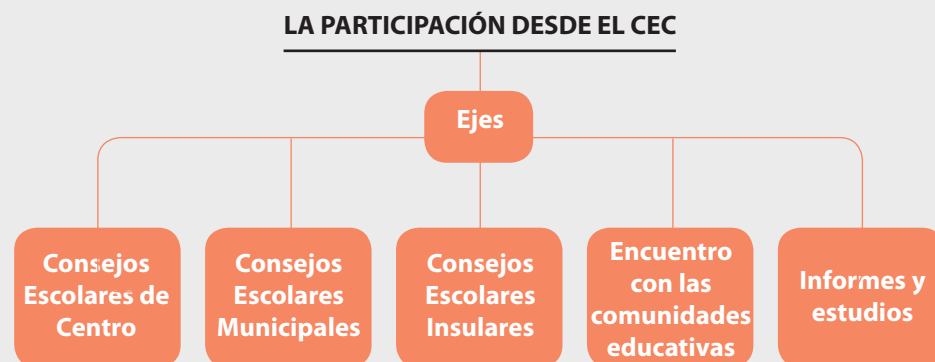 LA PARTICIPACIÓN DESDE EL CEC
Ejes
Consejos
Escolares de
Centro
Consejos
Escolares
Municipales
Consejos
Escolares
Insulares
Encuentro
con las
comunidades
educativas
Informes y
estudios